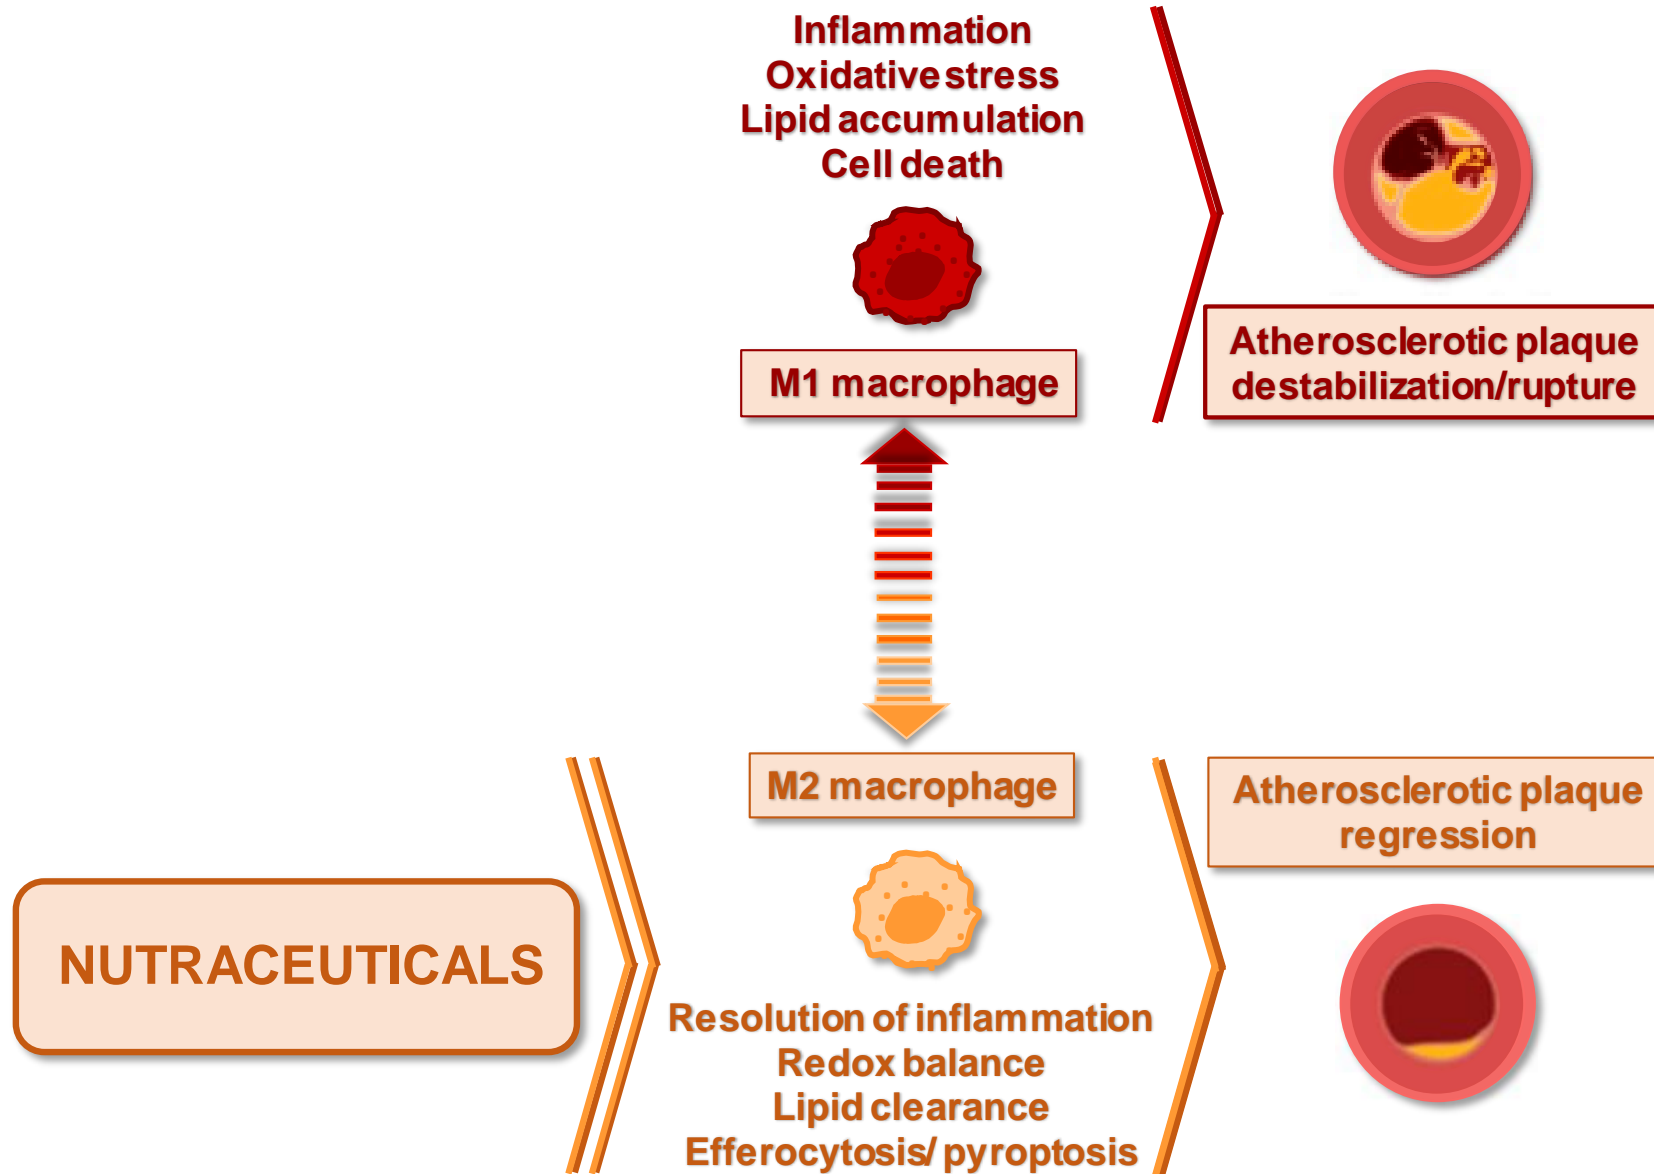 Inflammation
Oxidative stress
Lipid accumulation
Cell death
M1 macrophage
Atherosclerotic plaque
destabilization/rupture
M2 macrophage
Atherosclerotic plaque
regression
NUTRACEUTICALS
Resolution of inflammation
Redox balance
Lipid clearance
Efferocytosis/ pyroptosis